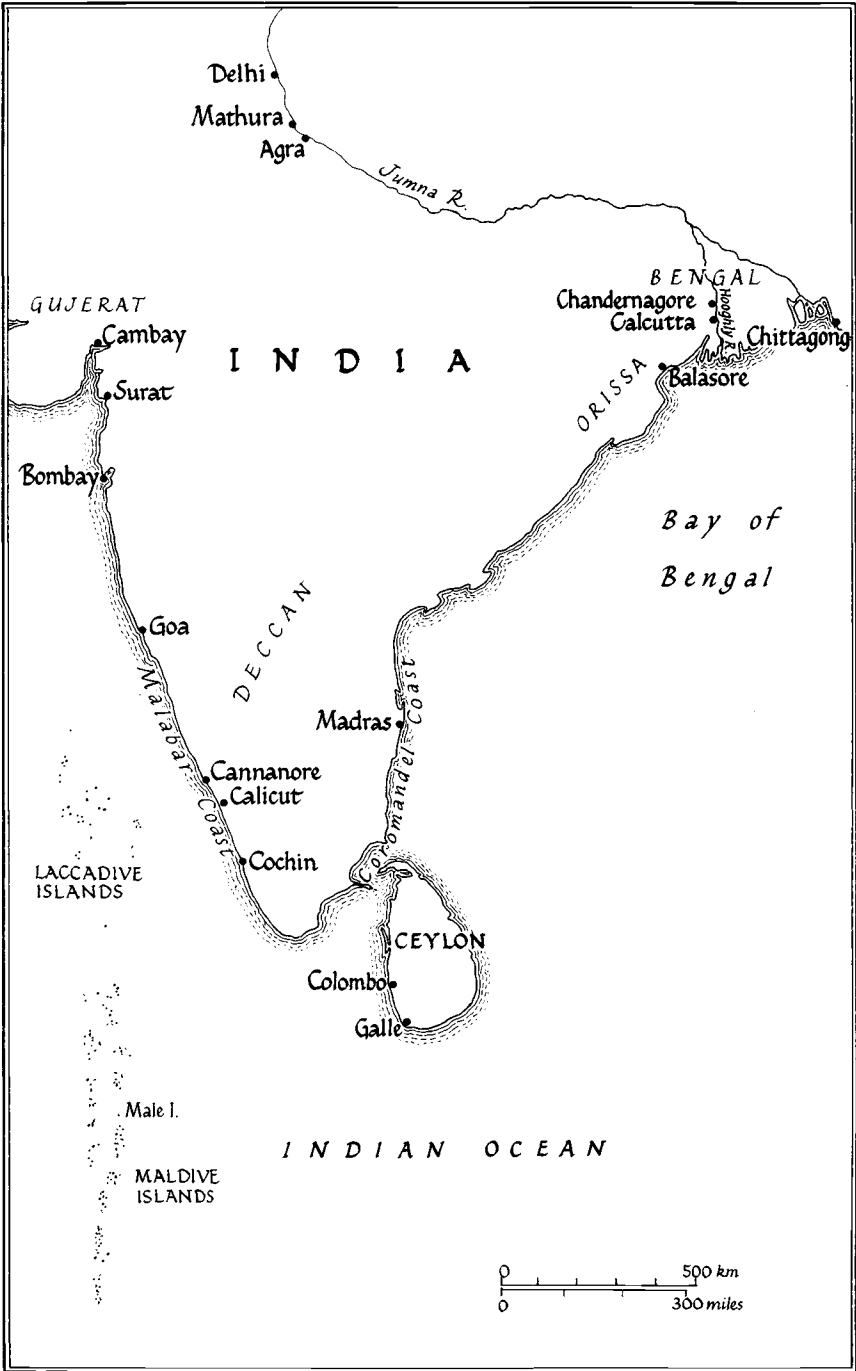 Delhi
Mathura
Agra
Jumna R.
BENGAL
GUJERAT
Chandernagore
Hooghly R.
Calcutta
Cambay
Chittagong
INDIA
Balasore
Surat
ORISSA
Bombay
Bay of
Bengal
DECCAN
Goa
Malabar Coast
Madras
Coromandel Coast
Cannanore
Calicut
Cochin
LACCADIVE
ISLANDS
CEYLON
Colombo
Galle
Male I.
INDIAN OCEAN
MALDIVE
ISLANDS
0 500 km
0 300 miles